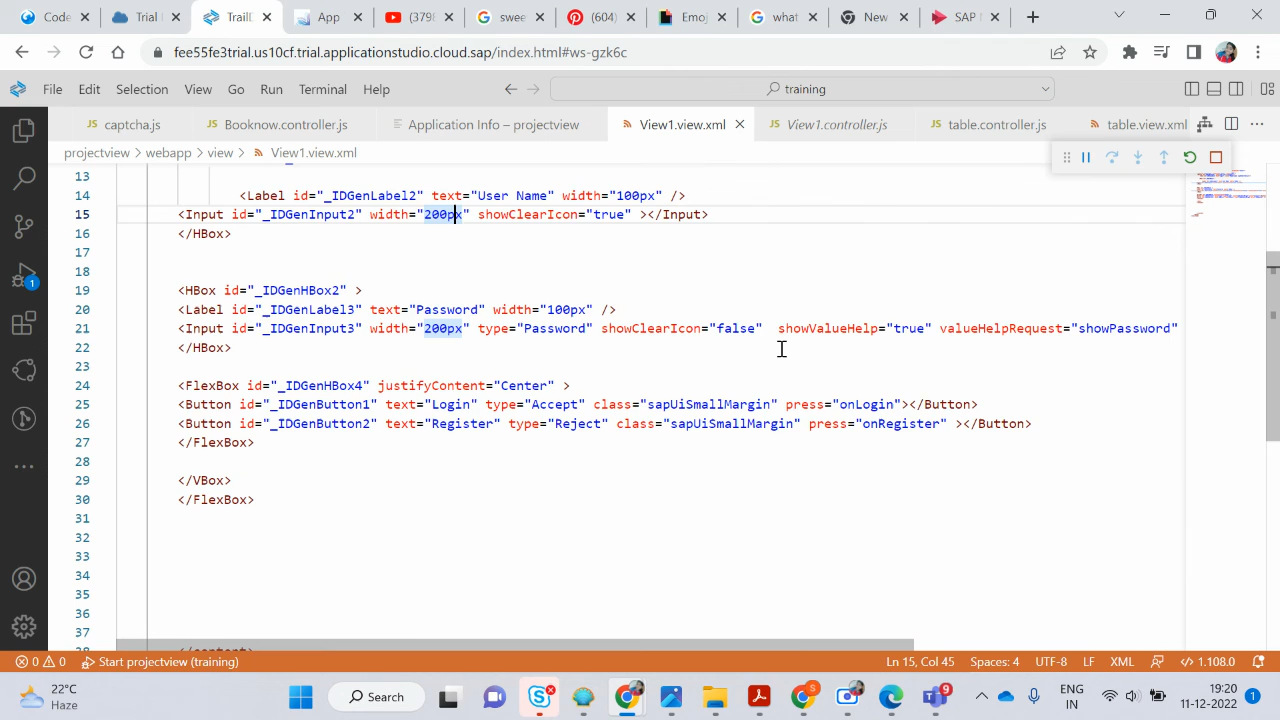 Code
Trial
TrailD
App
(379
swee
(604)
Emoj
what
New
SAP
fee55fe3trial.us10cf.trial.applicationstudio.cloud.sap/index.html#ws-gzk6c
File Edit Selection View Go Run Terminal Help
training
JS captcha.js
JS Booknow.controller.js
Application Info – projectview
View1.view.xml
JS View1.controller.js
JS table.controller.js
table.view.xml
projectview > webapp > view > View1.view.xml
13
14 <Label id="_IDGenLabel2" text="User Name" width="100px" />
15 <Input id="_IDGenInput2" width="200px" showClearIcon="true" ></Input>
16 </HBox>
17
18
19 <HBox id="_IDGenHBox2" >
20 <Label id="_IDGenLabel3" text="Password" width="100px" />
21 <Input id="_IDGenInput3" width="200px" type="Password" showClearIcon="false" showValueHelp="true" valueHelpRequest="showPassword"
22 </HBox>
23
24 <FlexBox id="_IDGenHBox4" justifyContent="Center" >
25 <Button id="_IDGenButton1" text="Login" type="Accept" class="sapUiSmallMargin" press="onLogin"></Button>
26 <Button id="_IDGenButton2" text="Register" type="Reject" class="sapUiSmallMargin" press="onRegister" ></Button>
27 </FlexBox>
28
29 </VBox>
30 </FlexBox>
31
32
33
34
35
36
37
1
0 0 Start projectview (training)
Ln 15, Col 45 Spaces: 4 UTF-8 LF XML 1.108.0
22°C
Haze
Search
S
9
ENG
IN
19:20
11-12-2022
1